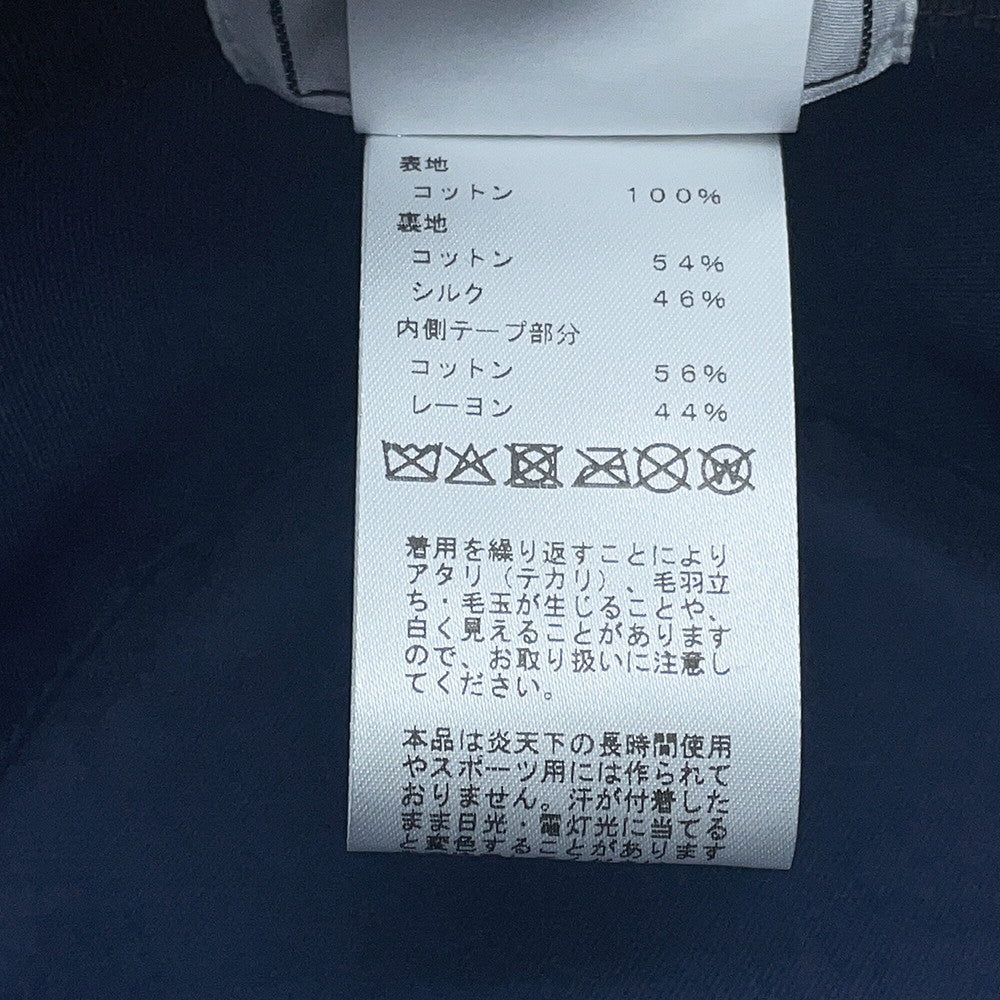 表地
コットン 100%
裏地
コットン 54%
シルク 46%
内側テープ部分
コットン 56%
レーヨン 44%
W
着用を繰り返すことにより
アタリ（テカリ）、毛羽立
ち・毛玉が生じることや、
白く見えることがあります
ので、お取り扱いに注意し
てください。
本品は炎天下の長時間使用
やスポーツ用には作られて
おりません。汗が付着した
まま日光・電灯光に当てる
と変色することがあります